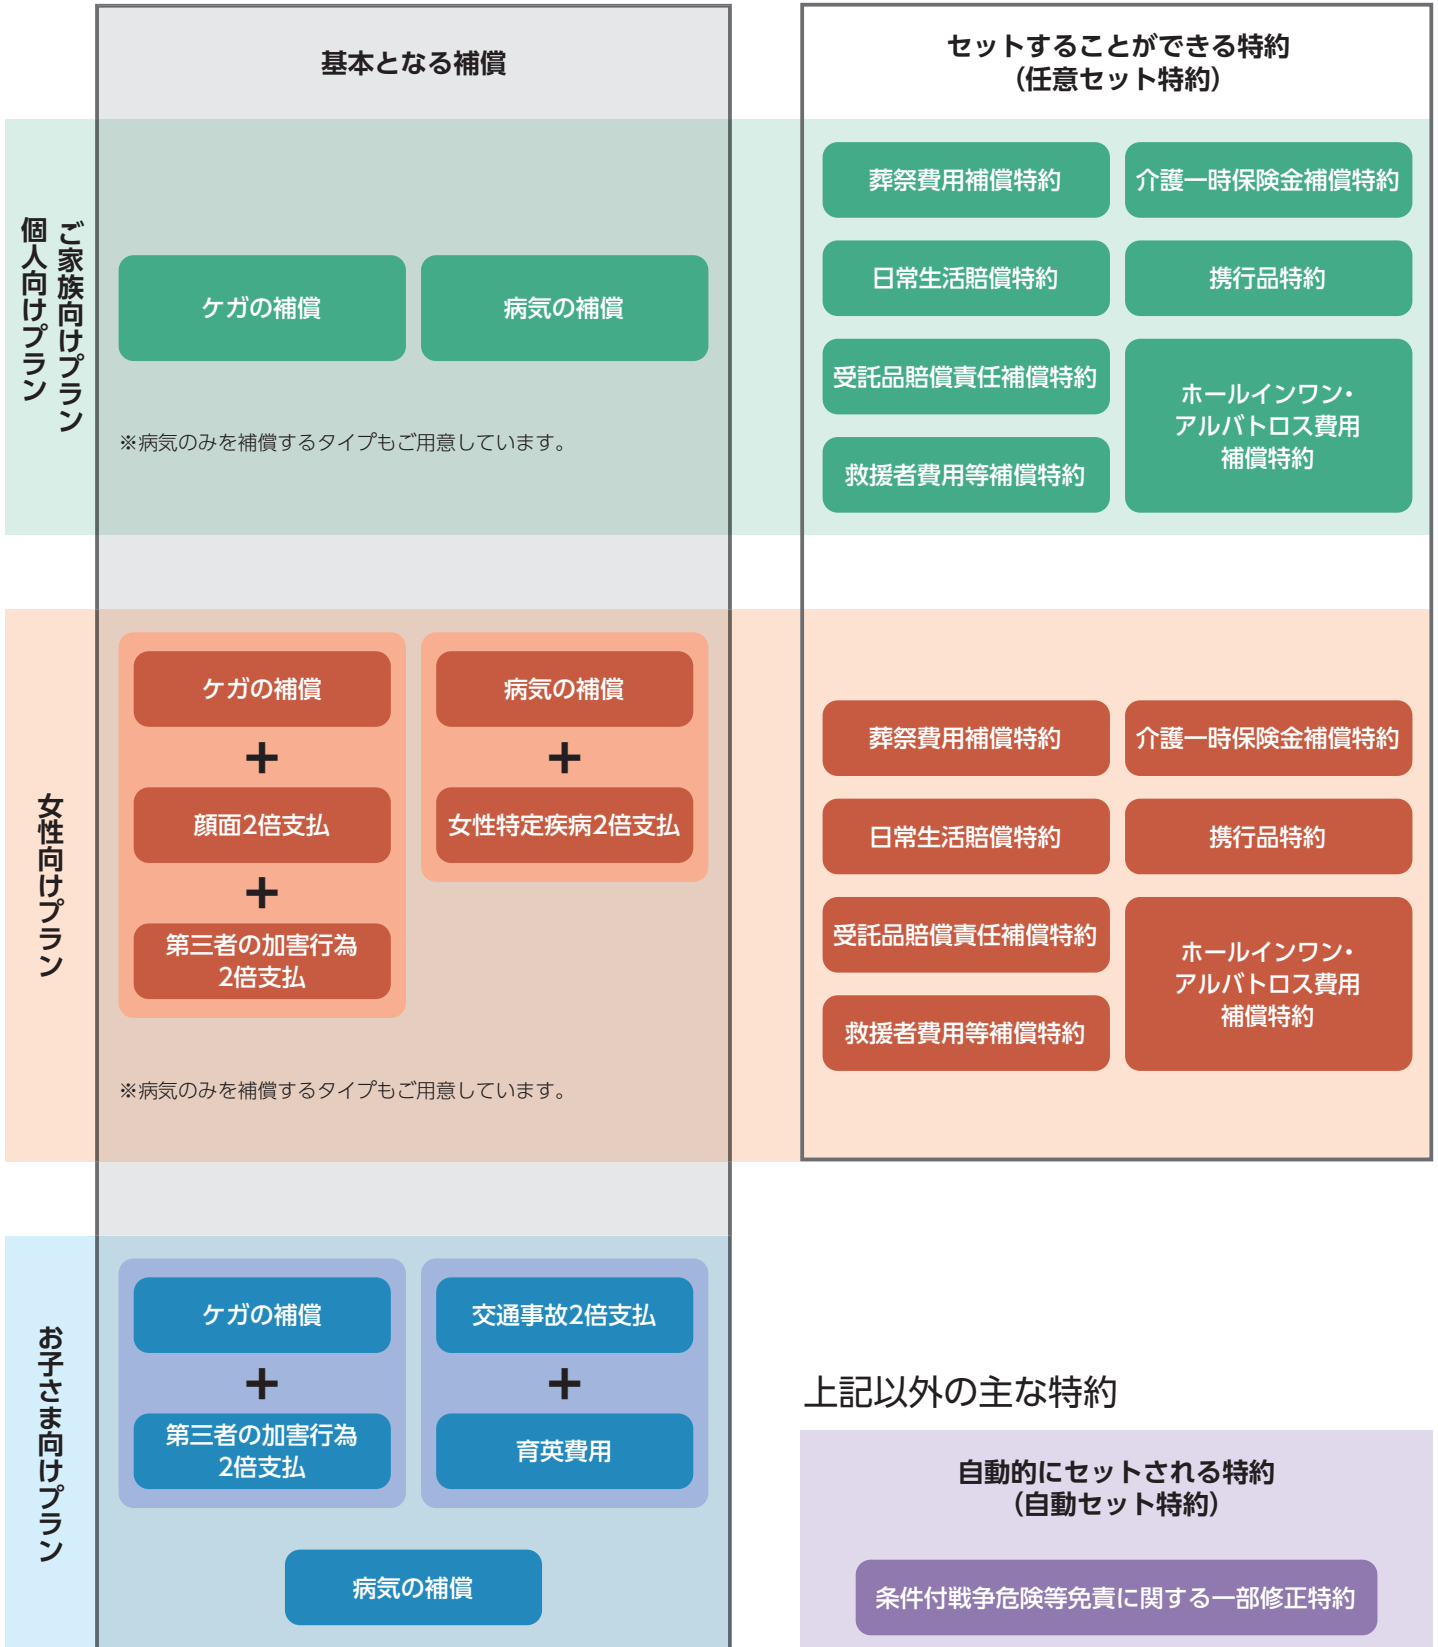 基本となる補償
セットすることができる特約
（任意セット特約）
ご家族向けプラン
個人向けプラン
ケガの補償
病気の補償
※病気のみを補償するタイプもご用意しています。
葬祭費用補償特約
介護一時保険金補償特約
日常生活賠償特約
携行品特約
受託品賠償責任補償特約
ホールインワン・
アルバトロス費用
補償特約
救援者費用等補償特約
女性向けプラン
ケガの補償
+
顔面2倍支払
+
第三者の加害行為
2倍支払
病気の補償
+
女性特定疾病2倍支払
※病気のみを補償するタイプもご用意しています。
葬祭費用補償特約
介護一時保険金補償特約
日常生活賠償特約
携行品特約
受託品賠償責任補償特約
ホールインワン・
アルバトロス費用
補償特約
救援者費用等補償特約
お子さま向けプラン
ケガの補償
+
第三者の加害行為
2倍支払
交通事故2倍支払
+
育英費用
病気の補償
上記以外の主な特約
自動的にセットされる特約
（自動セット特約）
条件付戦争危険等免責に関する一部修正特約